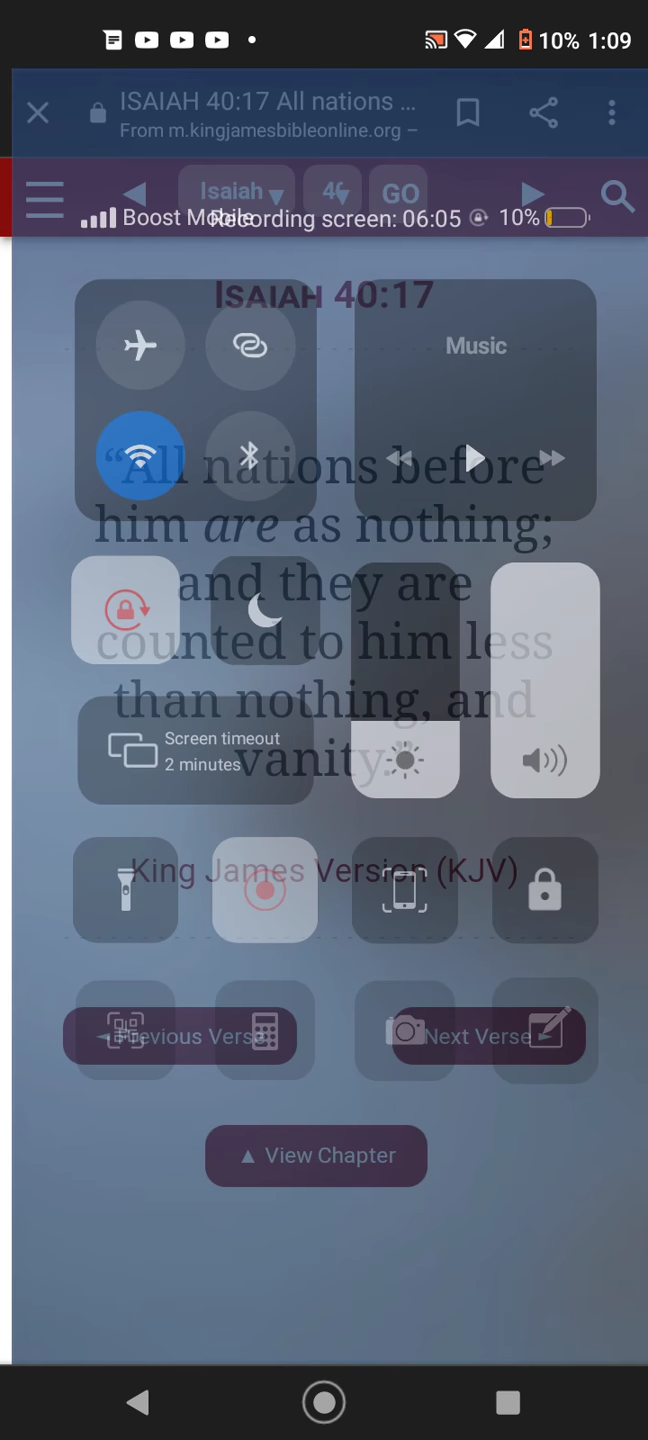 10% 1:09
ISAIAH 40:17 All nations ...
From m.kingjamesbibleonline.org –
Isaiah 40 GO
Boost Mobile Recording screen: 06:05 10%
ISAIAH 40:17
Music
“All nations before
him are as nothing;
and they are
counted to him less
than nothing, and
vanity.”
Screen timeout
2 minutes
King James Version (KJV)
◄ Previous Verse Next Verse ►
▲ View Chapter